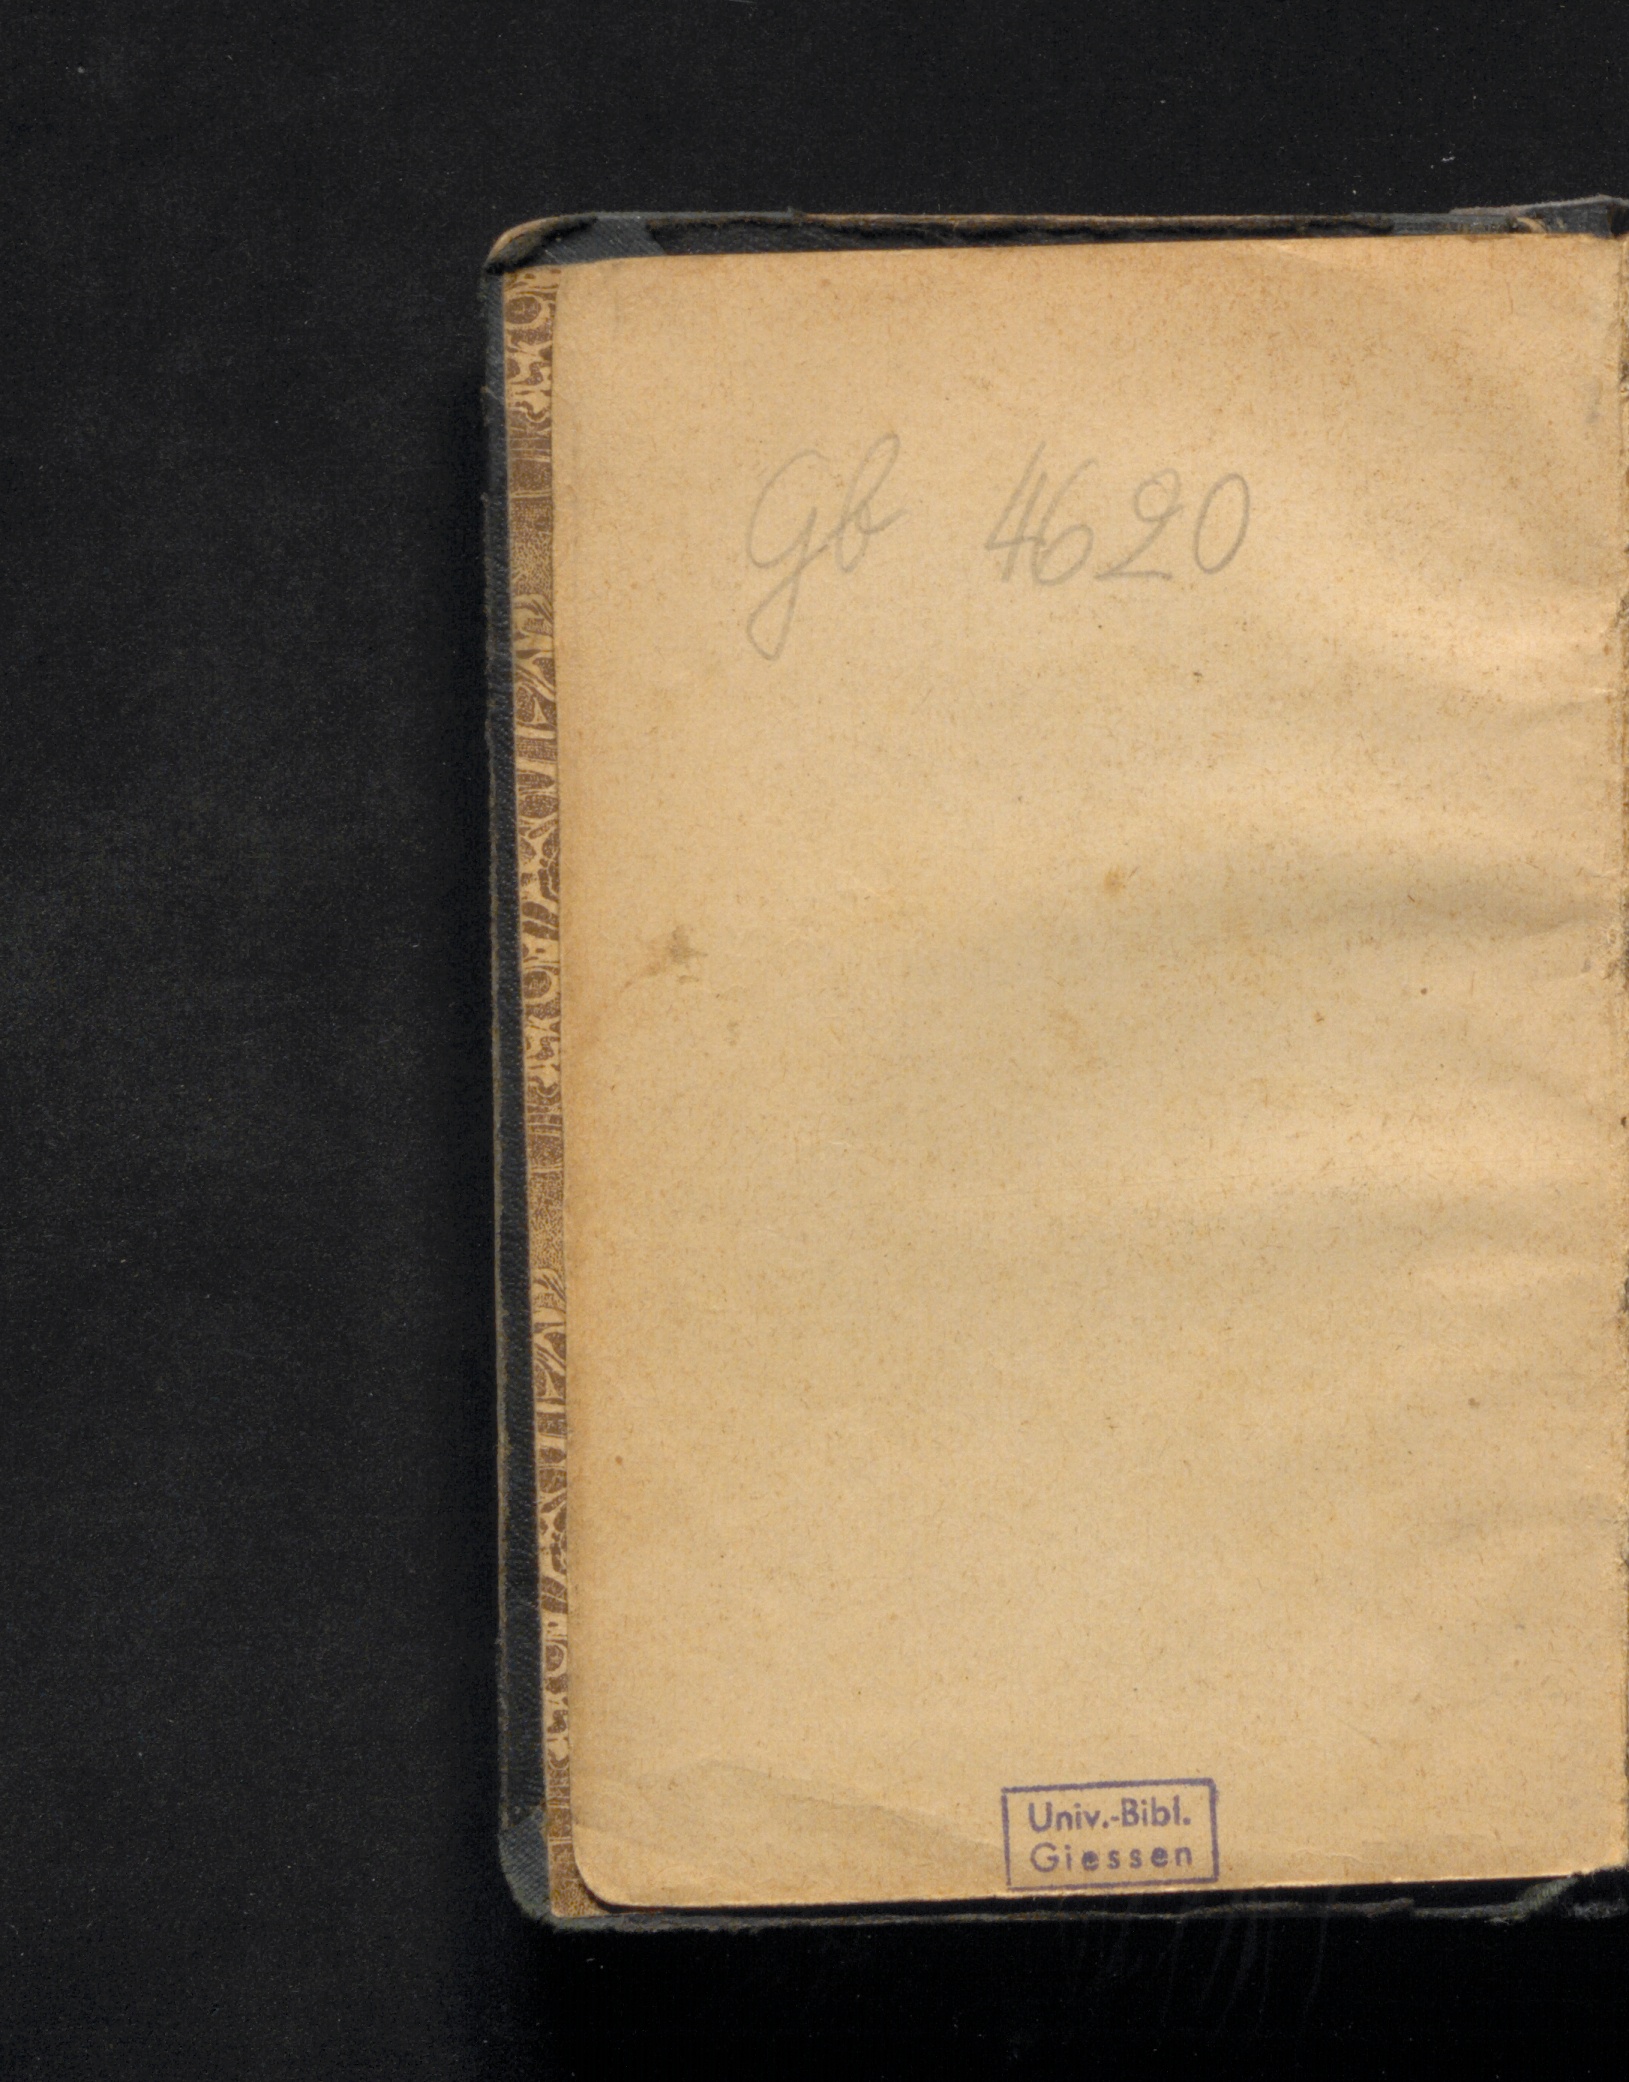 Gb 4620
Univ.-Bibl.
Giessen